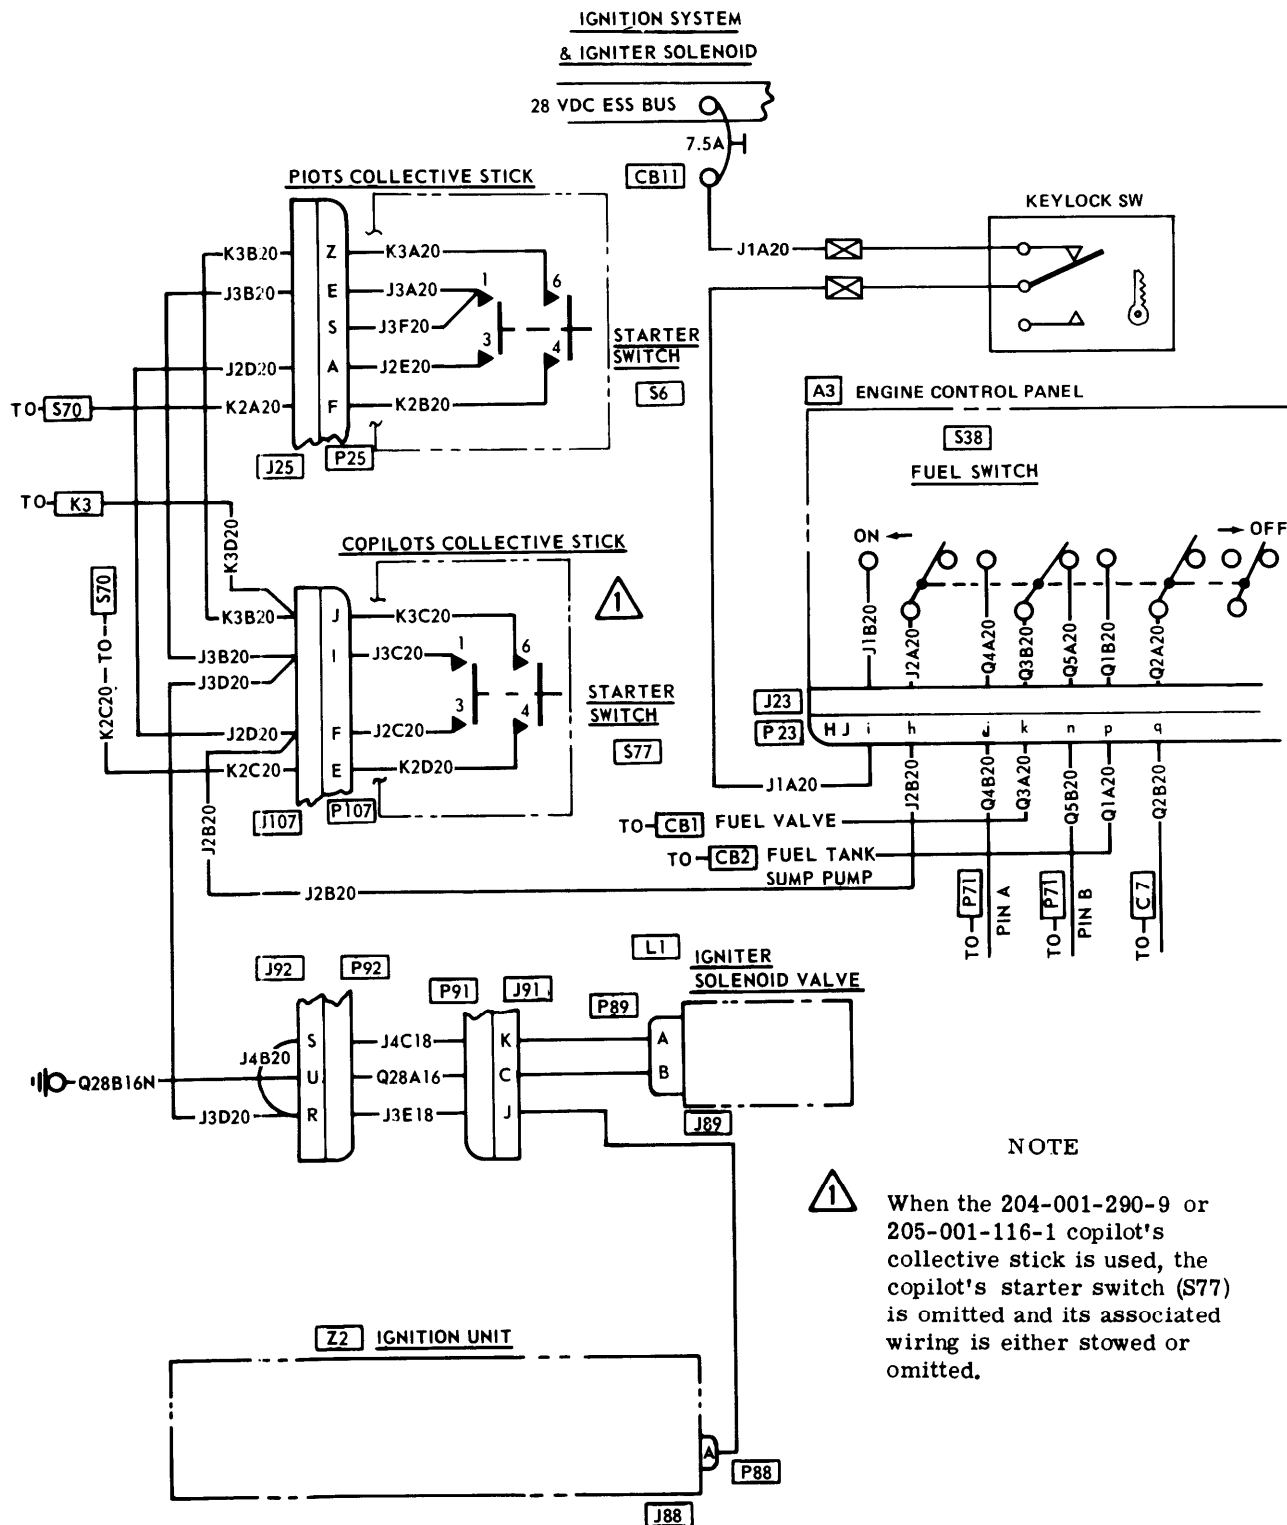 IGNITION SYSTEM
& IGNITER SOLENOID
28 VDC ESS BUS
7.5A
CB11
PIOTS COLLECTIVE STICK
KEYLOCK SW
K3B20
Z
K3A20
J1A20
J3B20
E
J3A20
1
6
S
J3F20
STARTER
SWITCH
3
4
J2D20
A
J2E20
S6
A3
ENGINE CONTROL PANEL
TO
S70
K2A20
F
K2B20
S38
J25
P25
FUEL SWITCH
TO
K3
K3D20
ON
OFF
COPILOTS COLLECTIVE STICK
S70
1
K3B20
J
K3C20
J3B20
I
J3C20
1
6
J3D20
TO
K2C20
STARTER
SWITCH
3
4
J2D20
F
J2C20
S77
K2C20
E
K2D20
J107
P107
J2B20
J1B20
J2A20
Q4A20
Q3B20
Q5A20
Q1B20
Q2A20
J23
P23
H J i h j k n p q
J1A20
J2B20
Q4B20
Q3A20
Q5B20
Q1A20
Q2B20
TO
CB1
FUEL VALVE
TO
CB2
FUEL TANK
SUMP PUMP
J2B20
TO
P71
PIN A
TO
P71
PIN B
TO
C7
L1
IGNITER
SOLENOID VALVE
J92
P92
P91
J91
P89
S
J4C18
K
A
J4B20
Q28B16N
U
Q28A16
C
B
J3D20
R
J3E18
J
J89
NOTE
1
When the 204-001-290-9 or
205-001-116-1 copilot's
collective stick is used, the
copilot's starter switch (S77)
is omitted and its associated
wiring is either stowed or
omitted.
Z2
IGNITION UNIT
A
P88
J88